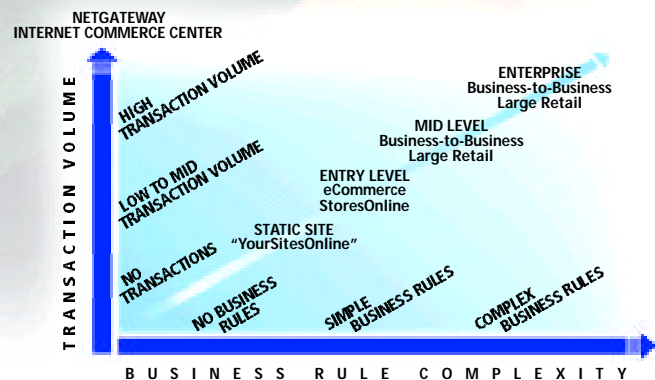 NETGATEWAY
INTERNET COMMERCE CENTER
TRANSACTION VOLUME
HIGH
TRANSACTION VOLUME
LOW TO MID
TRANSACTION VOLUME
NO
TRANSACTIONS
ENTERPRISE
Business-to-Business
Large Retail
MID LEVEL
Business-to-Business
Large Retail
ENTRY LEVEL
eCommerce
StoresOnline
STATIC SITE
“YourSitesOnline”
NO BUSINESS
RULES
SIMPLE
BUSINESS RULES
COMPLEX
BUSINESS RULES
BUSINESS RULE COMPLEXITY